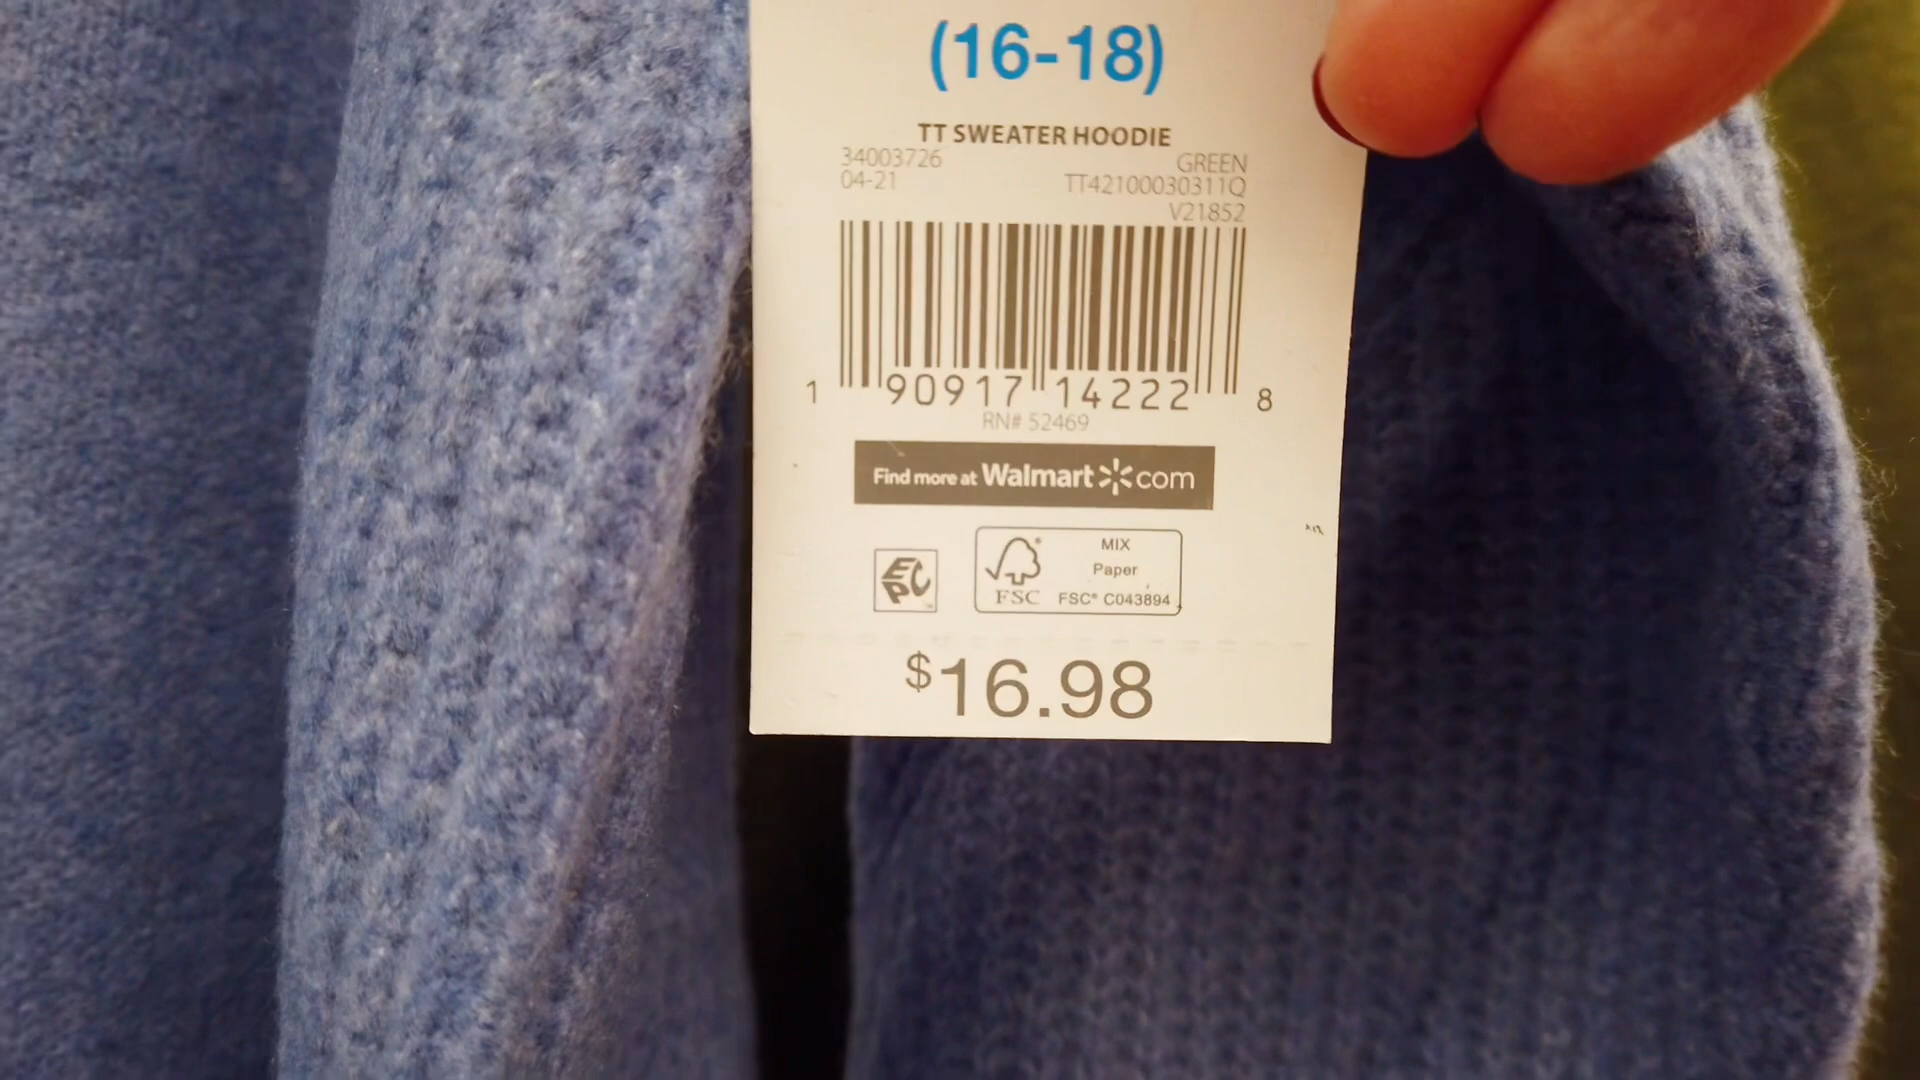 (16-18)
TT SWEATER HOODIE
34003726 GREEN
04-21 TT42100030311Q
V21852
1 90917 14222 8
RN# 52469
Find more at Walmart com
EPC
MIX
Paper
FSC FSC® C043894
$16.98